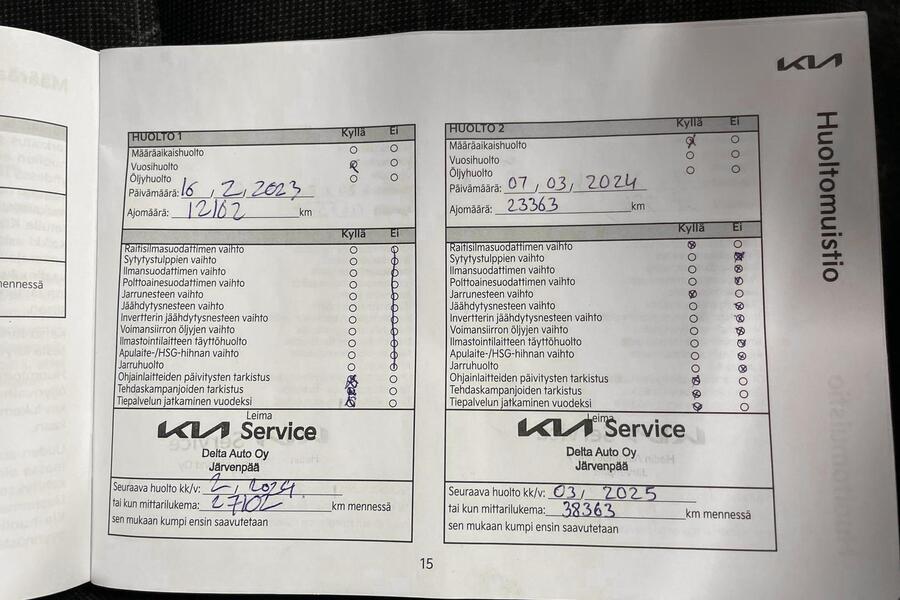 KIA
Huoltomuistio
HUOLTO 1 Kyllä Ei
Määräaikaishuolto
Vuosihuolto
Öljyhuolto
Päivämäärä: 16, 2, 2023
Ajomäärä: 12102 km
Kyllä Ei
Raitisilmasuodattimen vaihto
Sytytystulppien vaihto
Ilmansuodattimen vaihto
Polttoainesuodattimen vaihto
Jarrunesteen vaihto
Jäähdytysnesteen vaihto
Invertterin jäähdytysnesteen vaihto
Voimansiirron öljyjen vaihto
Ilmastointilaitteen täyttöhuolto
Apulaite-/HSG-hihnan vaihto
Jarruhuolto
Ohjainlaitteiden päivitysten tarkistus
Tehdaskampanjoiden tarkistus
Tiepalvelun jatkaminen vuodeksi
Leima
KIA Service
Delta Auto Oy
Järvenpää
Seuraava huolto kk/v: 2, 2024
tai kun mittarilukema: 27102 km mennessä
sen mukaan kumpi ensin saavutetaan
HUOLTO 2 Kyllä Ei
Määräaikaishuolto
Vuosihuolto
Öljyhuolto
Päivämäärä: 07, 03, 2024
Ajomäärä: 23363 km
Kyllä Ei
Raitisilmasuodattimen vaihto
Sytytystulppien vaihto
Ilmansuodattimen vaihto
Polttoainesuodattimen vaihto
Jarrunesteen vaihto
Jäähdytysnesteen vaihto
Invertterin jäähdytysnesteen vaihto
Voimansiirron öljyjen vaihto
Ilmastointilaitteen täyttöhuolto
Apulaite-/HSG-hihnan vaihto
Jarruhuolto
Ohjainlaitteiden päivitysten tarkistus
Tehdaskampanjoiden tarkistus
Tiepalvelun jatkaminen vuodeksi
Leima
KIA Service
Delta Auto Oy
Järvenpää
Seuraava huolto kk/v: 03, 2025
tai kun mittarilukema: 38363 km mennessä
sen mukaan kumpi ensin saavutetaan
15